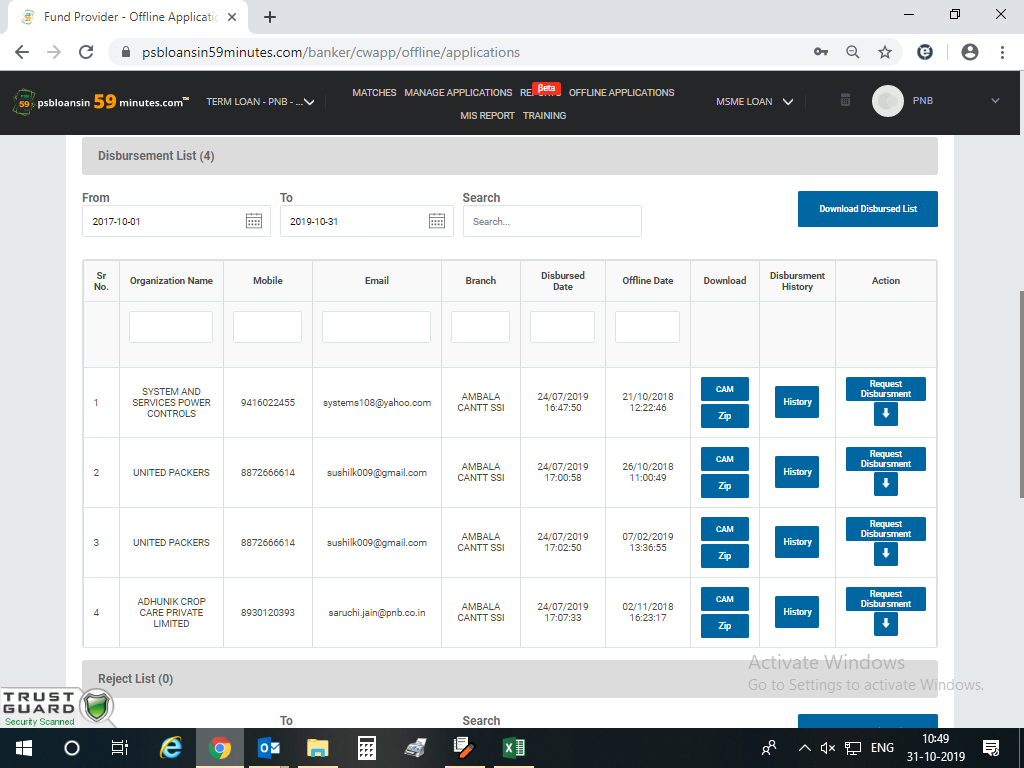 Fund Provider - Offline Applicatio
psbloansin59minutes.com/banker/cwapp/offline/applications
psbloansin 59 minutes.com™
TERM LOAN - PNB - ...
MATCHES MANAGE APPLICATIONS Beta OFFLINE APPLICATIONS
MIS REPORT TRAINING
MSME LOAN
PNB
Disbursement List (4)
From To Search
2017-10-01 2019-10-31 Search... Download Disbursed List
Sr No. Organization Name Mobile Email Branch Disbursed Date Offline Date Download Disbursment History Action
1 SYSTEM AND SERVICES POWER CONTROLS 9416022455 systems108@yahoo.com AMBALA CANTT SSI 24/07/2019 16:47:50 21/10/2018 12:22:46 CAM Zip History Request Disbursment
2 UNITED PACKERS 8872666614 sushilk009@gmail.com AMBALA CANTT SSI 24/07/2019 17:00:58 26/10/2018 11:00:49 CAM Zip History Request Disbursment
3 UNITED PACKERS 8872666614 sushilk009@gmail.com AMBALA CANTT SSI 24/07/2019 17:02:50 07/02/2019 13:36:55 CAM Zip History Request Disbursment
4 ADHUNIK CROP CARE PRIVATE LIMITED 8930120393 saruchi.jain@pnb.co.in AMBALA CANTT SSI 24/07/2019 17:07:33 02/11/2018 16:23:17 CAM Zip History Request Disbursment
Activate Windows
Reject List (0)
Go to Settings to activate Windows.
To Search
TRUST
GUARD
Security Scanned
ENG
10:49
31-10-2019